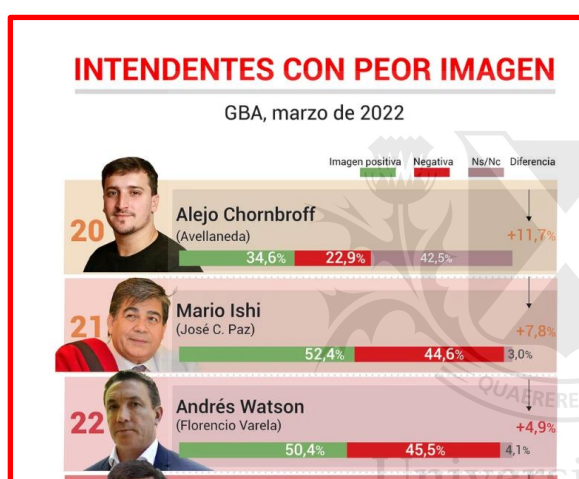 INTENDENTES CON PEOR IMAGEN
GBA, marzo de 2022
Imagen positiva Negativa Ns/Nc Diferencia
20
Alejo Chornbroff
(Avellaneda)
+11,7%
34,6% 22,9% 42,5%
21
Mario Ishi
(José C. Paz)
+7,8%
52,4% 44,6% 3,0%
22
Andrés Watson
(Florencio Varela)
+4,9%
50,4% 45,5% 4,1%
QUAERERE
Universi